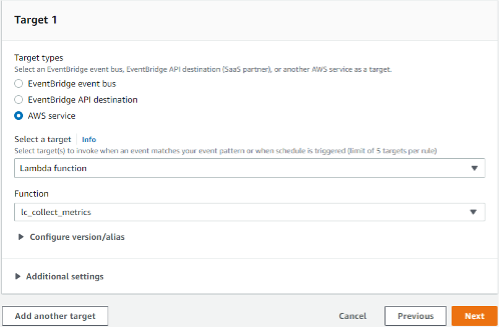 Target 1
Target types
Select an EventBridge event bus, EventBridge API destination (SaaS partner), or another AWS service as a target.
EventBridge event bus
EventBridge API destination
AWS service
Select a target Info
Select target(s) to invoke when an event matches your event pattern or when schedule is triggered (limit of 5 targets per rule)
Lambda function
Function
lc_collect_metrics
Configure version/alias
Additional settings
Add another target Cancel Previous Next